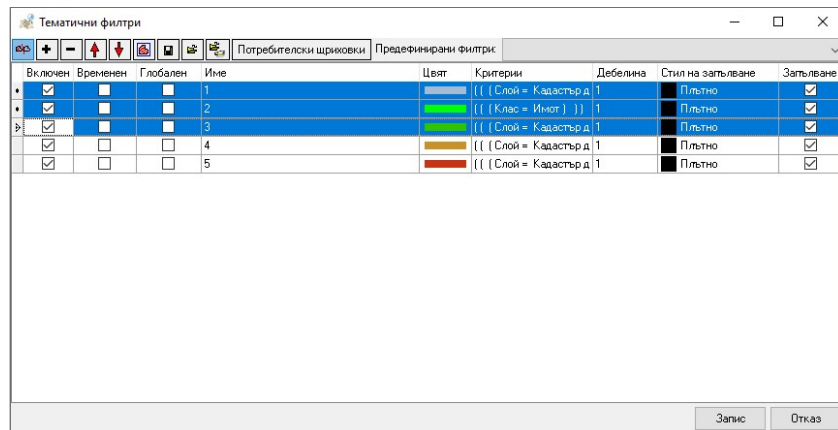 Тематични филтри
Потребителски щриховки Предефинирани филтри:
Включен Временен Глобален Име Цвят Критерии Дебелина Стил на запълване Запълване
1 ( ( ( Слой = Кадастър д 1 Плътно
2 ( ( ( Клас = Имот ) ) ) 1 Плътно
3 ( ( ( Слой = Кадастър д 1 Плътно
4 ( ( ( Слой = Кадастър д 1 Плътно
5 ( ( ( Слой = Кадастър д 1 Плътно
Запис Отказ